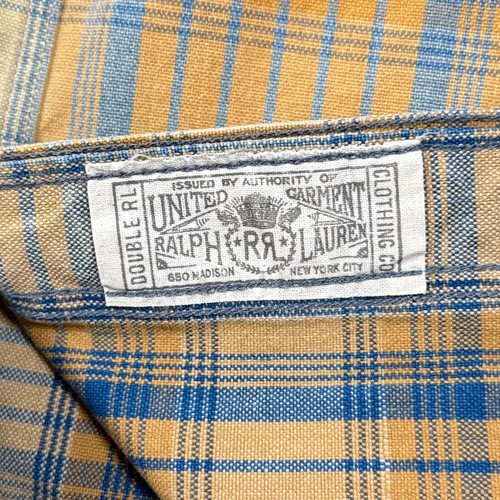 DOUBLE RL
ISSUED BY AUTHORITY OF
UNITED GARMENT
RALPH RR LAUREN
650 MADISON NEW YORK CITY
CLOTHING CO